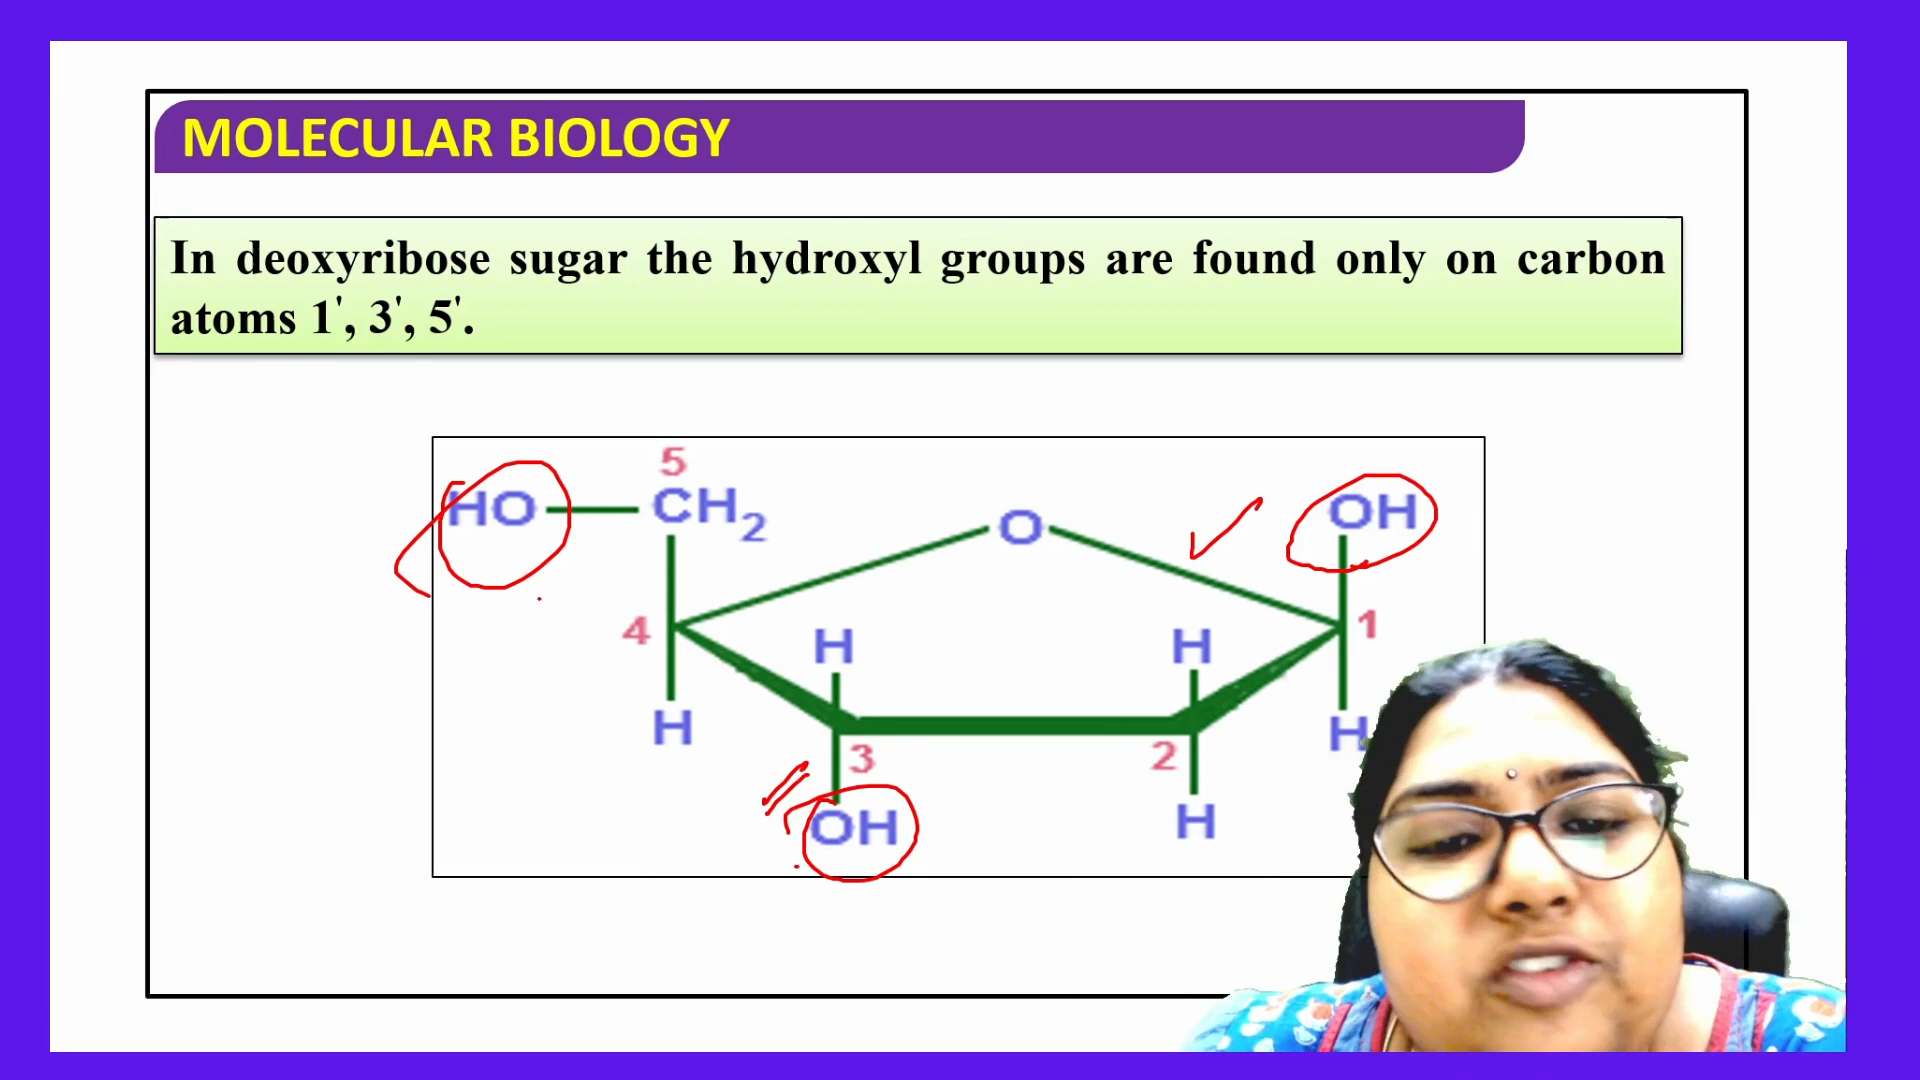 MOLECULAR BIOLOGY
In deoxyribose sugar the hydroxyl groups are found only on carbon
atoms 1', 3', 5'.
5
HO CH2 O OH
4 H H 1
H 3 2 H
OH H